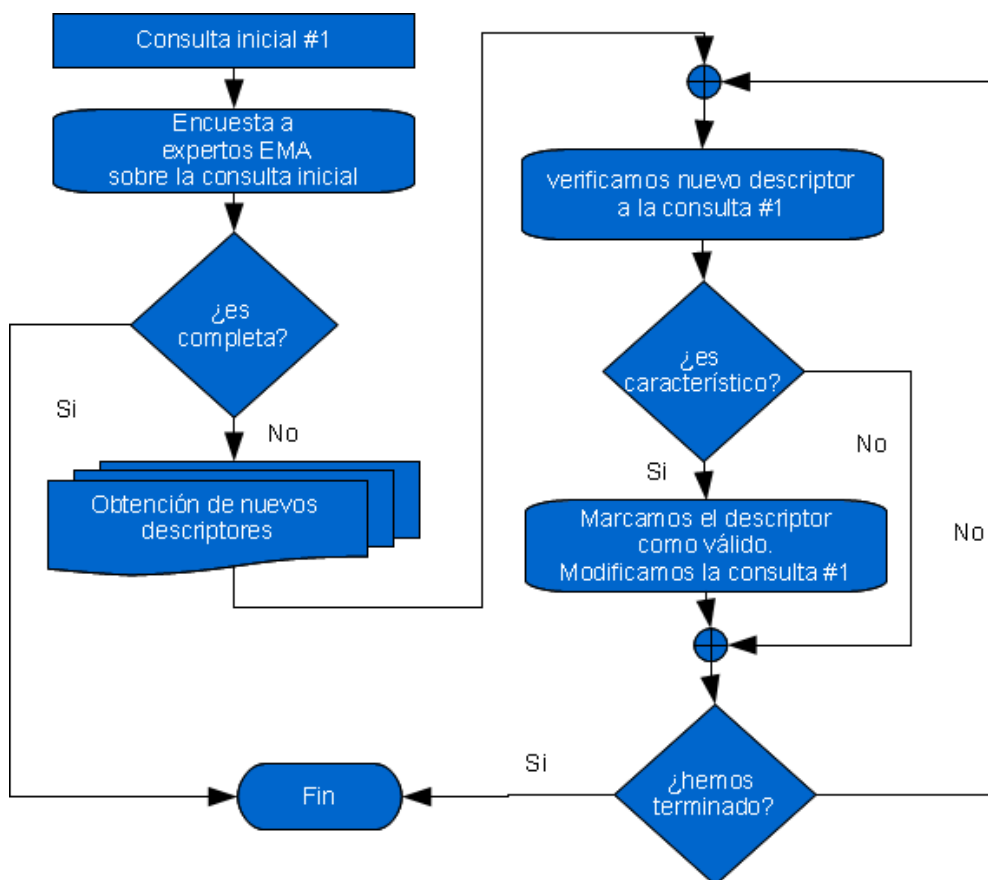 Consulta inicial #1
Encuesta a
expertos EMA
sobre la consulta inicial
¿es
completa?
Si
No
Obtención de nuevos
descriptores
verificamos nuevo descriptor
a la consulta #1
¿es
característico?
No
Si
Marcamos el descriptor
como válido.
Modificamos la consulta #1
No
¿hemos
terminado?
Si
Fin